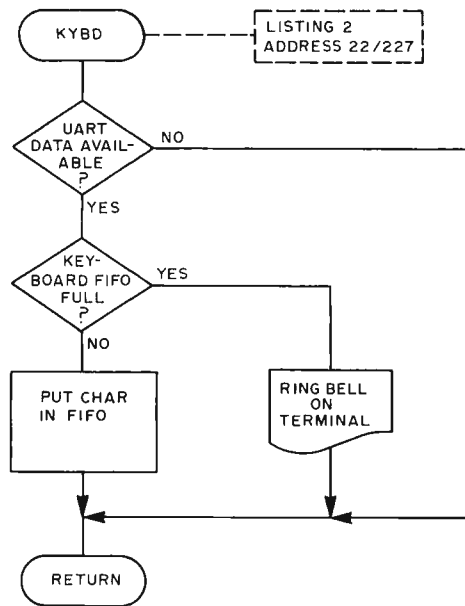 KYBD
LISTING 2
ADDRESS 22/227
UART
DATA AVAIL-
ABLE
?
NO
YES
KEY-
BOARD FIFO
FULL
?
YES
NO
PUT CHAR
IN FIFO
RING BELL
ON
TERMINAL
RETURN